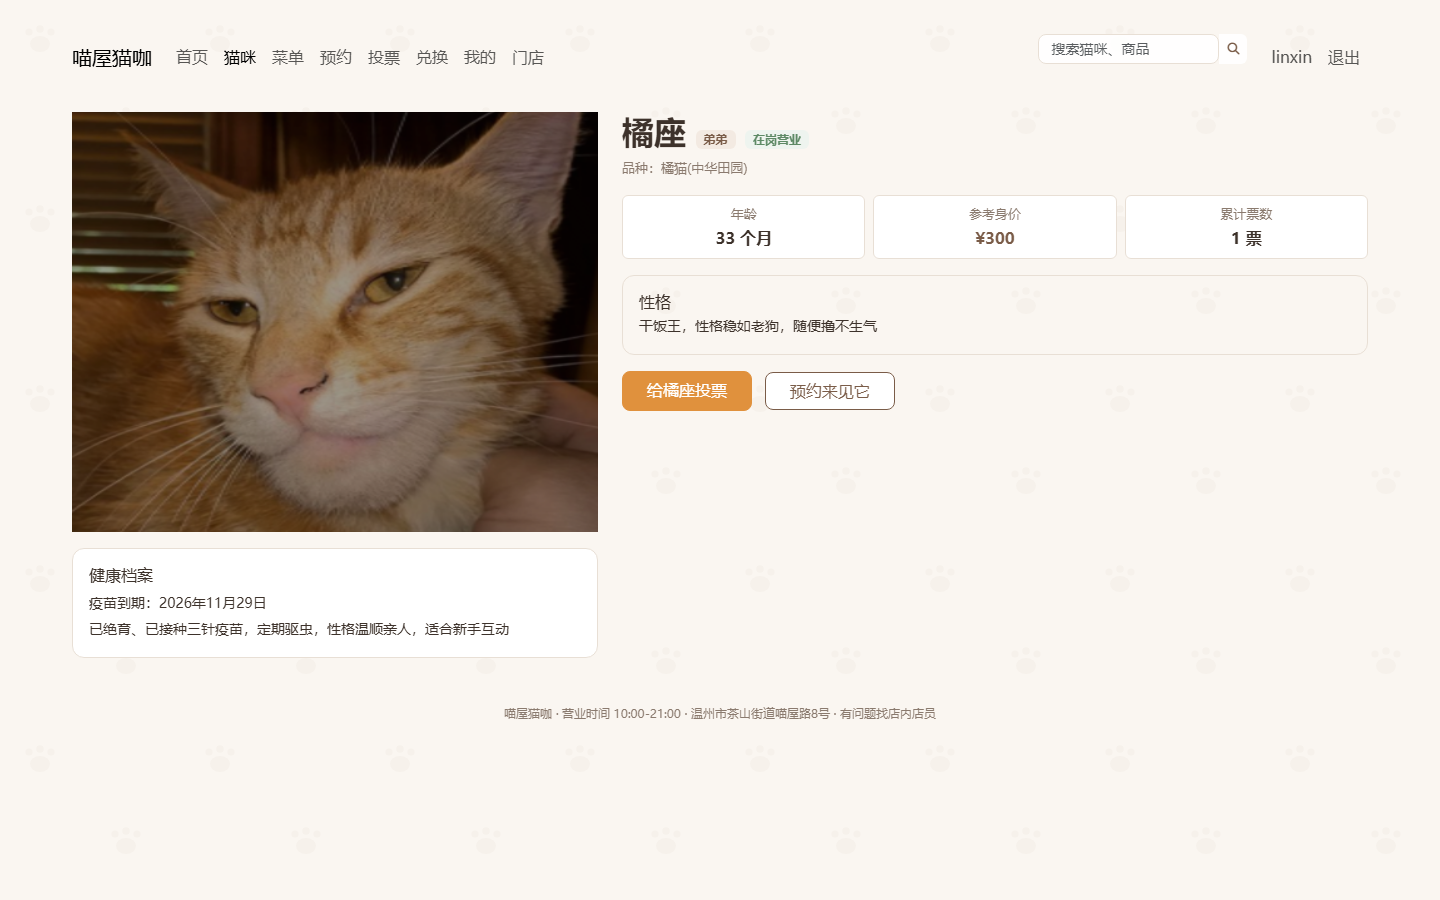 喵屋猫咖 首页 猫咪 菜单 预约 投票 兑换 我的 门店 搜索猫咪、商品 linxin 退出
橘座 弟弟 在岗营业
品种：橘猫(中华田园)
年龄 参考身价 累计票数
33 个月 ¥300 1 票
性格
干饭王，性格稳如老狗，随便撸不生气
给橘座投票 预约来见它
健康档案
疫苗到期：2026年11月29日
已绝育、已接种三针疫苗，定期驱虫，性格温顺亲人，适合新手互动
喵屋猫咖 · 营业时间 10:00-21:00 · 温州市茶山街道喵屋路8号 · 有问题找店内店员